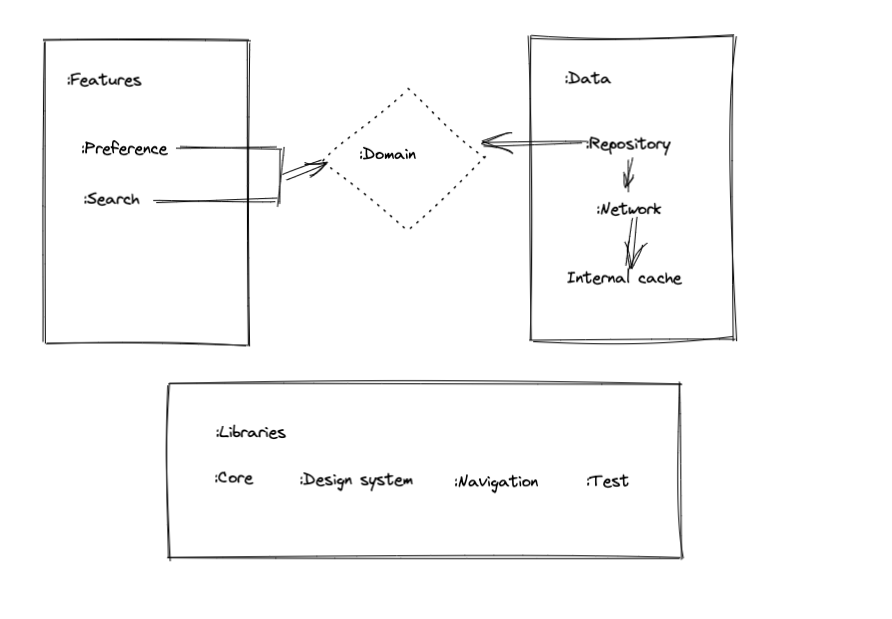 :Features
:Preference
:Search
:Domain
:Data
:Repository
:Network
Internal cache
:Libraries
:Core :Design system :Navigation :Test